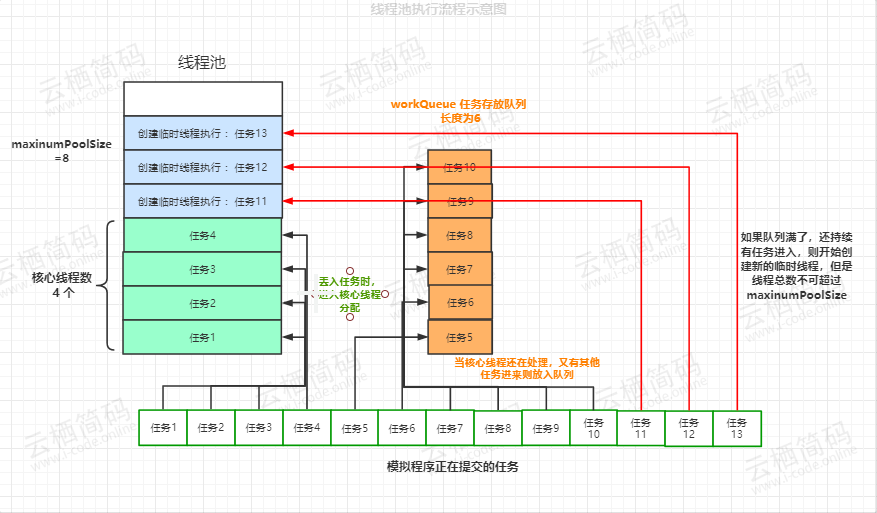 线程池执行流程示意图
线程池
workQueue 任务存放队列
长度为6
maxinumPoolSize
=8
创建临时线程执行 ：任务13
创建临时线程执行 ：任务12
创建临时线程执行 ：任务11
任务4
任务3
任务2
任务1
核心线程数
4 个
丢入任务时，
进入核心线程
分配
任务10
任务9
任务8
任务7
任务6
任务5
当核心线程还在处理，又有其他
任务进来则放入队列
如果队列满了，还持续
有任务进入，则开始创
建新的临时线程，但是
线程总数不可超过
maxinumPoolSize
任务1
任务2
任务3
任务4
任务5
任务6
任务7
任务8
任务9
任务
10
任务
11
任务
12
任务
13
模拟程序正在提交的任务
云栖简码
www.i-code.online